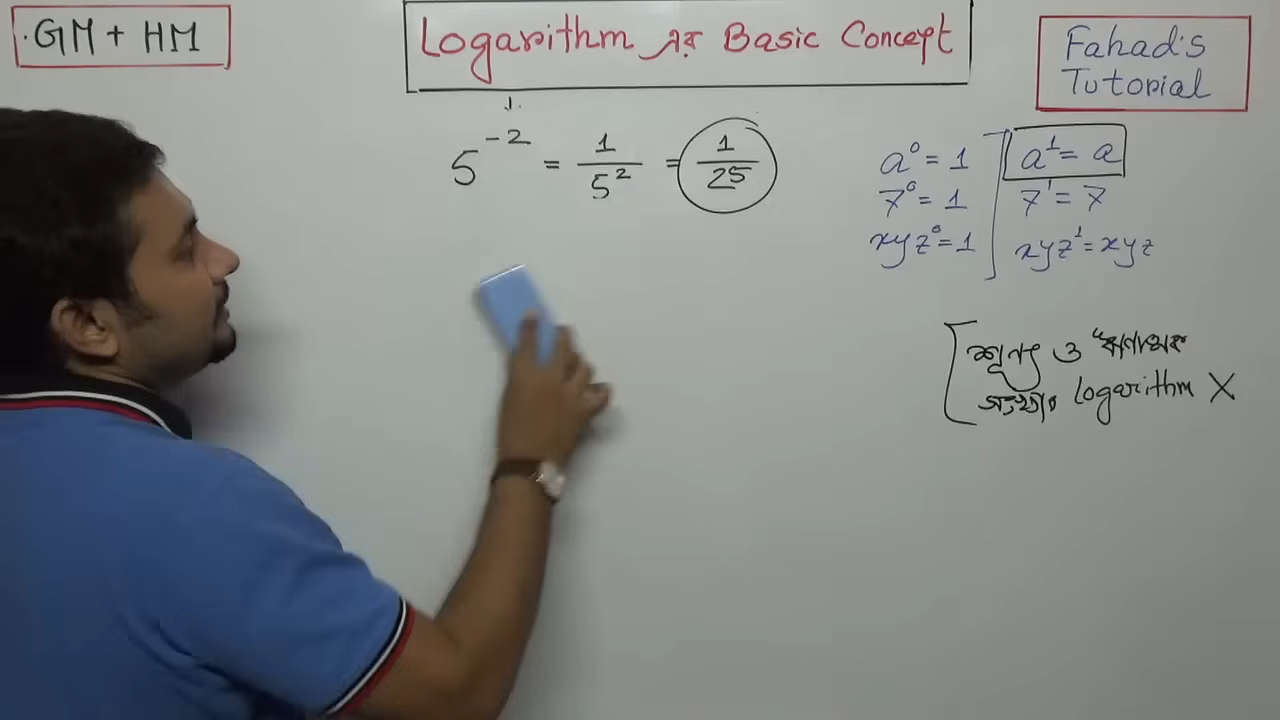 .GM + HM
Logarithm এর Basic Concept
Fahad's
Tutorial
5^-2 = 1/5^2 = 1/25
a^0 = 1
7^0 = 1
xyz^0 = 1
a^1 = a
7^1 = 7
xyz^1 = xyz
শূন্য ও "ঋণাত্মক
সংখ্যার logarithm X